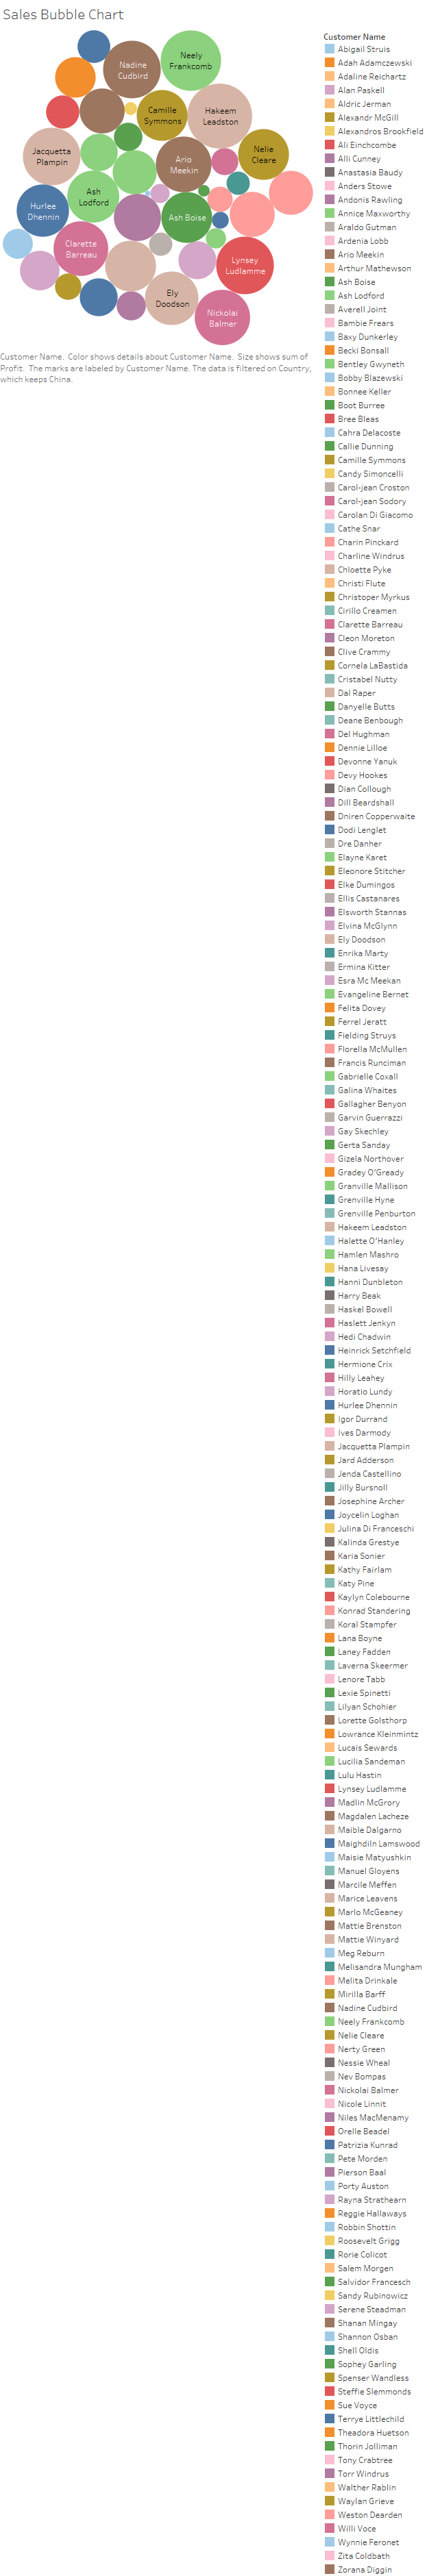 Sales Bubble Chart
Neely
Frankcomb
Nadine
Cudbird
Camille
Symmons
Hakeem
Leadston
Jacquetta
Plampin
Nelie
Cleare
Ario
Meekin
Ash
Lodford
Hurlee
Dhennin
Ash Boise
Clarette
Barreau
Lynsey
Ludlamme
Ely
Doodson
Nickolai
Balmer
Customer Name. Color shows details about Customer Name. Size shows sum of
Profit. The marks are labeled by Customer Name. The data is filtered on Country,
which keeps China.
Customer Name
Abigail Struis
Adah Adamczewski
Adaline Reichartz
Alan Paskell
Aldric Jerman
Alexandr McGill
Alexandros Brookfield
Ali Einchcombe
Alli Cunney
Anastasia Baudy
Anders Stowe
Andonis Rawling
Annice Maxworthy
Araldo Gutman
Ardenia Lobb
Ario Meekin
Arthur Mathewson
Ash Boise
Ash Lodford
Averell Joint
Bambie Frears
Baxy Dunkerley
Becki Bonsall
Bentley Gwyneth
Bobby Blazewski
Bonnee Keller
Boot Burree
Bree Bleas
Cahra Delacoste
Callie Dunning
Camille Symmons
Candy Simoncelli
Carol-jean Croston
Carol-jean Sodory
Carolan Di Giacomo
Cathe Snar
Charin Pinckard
Charline Windrus
Chloette Pyke
Christi Flute
Christoper Myrkus
Cirillo Creamen
Clarette Barreau
Cleon Moreton
Clive Crammy
Cornela LaBastida
Cristabel Nutty
Dal Raper
Danyelle Butts
Deane Benbough
Del Hughman
Dennie Lilloe
Devonne Yanuk
Devy Hookes
Dian Collough
Dill Beardshall
Dniren Copperwaite
Dodi Lenglet
Dre Danher
Elayne Karet
Eleonore Stitcher
Elke Dumingos
Ellis Castanares
Elsworth Stannas
Elvina McGlynn
Ely Doodson
Enrika Marty
Ermina Kitter
Esra Mc Meekan
Evangeline Bernet
Felita Dovey
Ferrel Jeratt
Fielding Struys
Florella McMullen
Francis Runciman
Gabrielle Coxall
Galina Whaites
Gallagher Benyon
Garvin Guerrazzi
Gay Skechley
Gerta Sanday
Gizela Northover
Gradey O'Gready
Granville Mallison
Grenville Hyne
Grenville Penburton
Hakeem Leadston
Halette O'Hanley
Hamlen Mashro
Hana Livesay
Hanni Dunbleton
Harry Beak
Haskel Bowell
Haslett Jenkyn
Hedi Chadwin
Heinrick Setchfield
Hermione Crix
Hilly Leahey
Horatio Lundy
Hurlee Dhennin
Igor Durrand
Ives Darmody
Jacquetta Plampin
Jard Adderson
Jenda Castellino
Jilly Bursnoll
Josephine Archer
Joycelin Loghan
Julina Di Franceschi
Kalinda Grestye
Karia Sonier
Kathy Fairlam
Katy Pine
Kaylyn Colebourne
Konrad Standering
Koral Stampfer
Lana Boyne
Laney Fadden
Laverna Skeermer
Lenore Tabb
Lexie Spinetti
Lilyan Schohier
Lorette Golsthorp
Lowrance Kleinmintz
Lucais Sewards
Lucilia Sandeman
Lulu Hastin
Lynsey Ludlamme
Madlin McGrory
Magdalen Lacheze
Maible Dalgarno
Maighdiln Lamswood
Maisie Matyushkin
Manuel Gloyens
Marcile Meffen
Marice Leavens
Marlo McGeaney
Mattie Brenston
Mattie Winyard
Meg Reburn
Melisandra Mungham
Melita Drinkale
Mirilla Barff
Nadine Cudbird
Neely Frankcomb
Nelie Cleare
Nerty Green
Nessie Wheal
Nev Bompas
Nickolai Balmer
Nicole Linnit
Niles MacMenamy
Orelle Beadel
Patrizia Kunrad
Pete Morden
Pierson Baal
Porty Auston
Rayna Strathearn
Reggie Hallaways
Robbin Shottin
Roosevelt Grigg
Rorie Colicot
Salem Morgen
Salvidor Francesch
Sandy Rubinowicz
Serene Steadman
Shanan Mingay
Shannon Osban
Shell Oldis
Sophey Garling
Spenser Wandless
Steffie Slemmonds
Sue Voyce
Terrye Littlechild
Theadora Huetson
Thorin Jolliman
Tony Crabtree
Torr Windrus
Walther Rablin
Waylan Grieve
Weston Dearden
Willi Voce
Wynnie Feronet
Zita Coldbath
Zorana Diggin